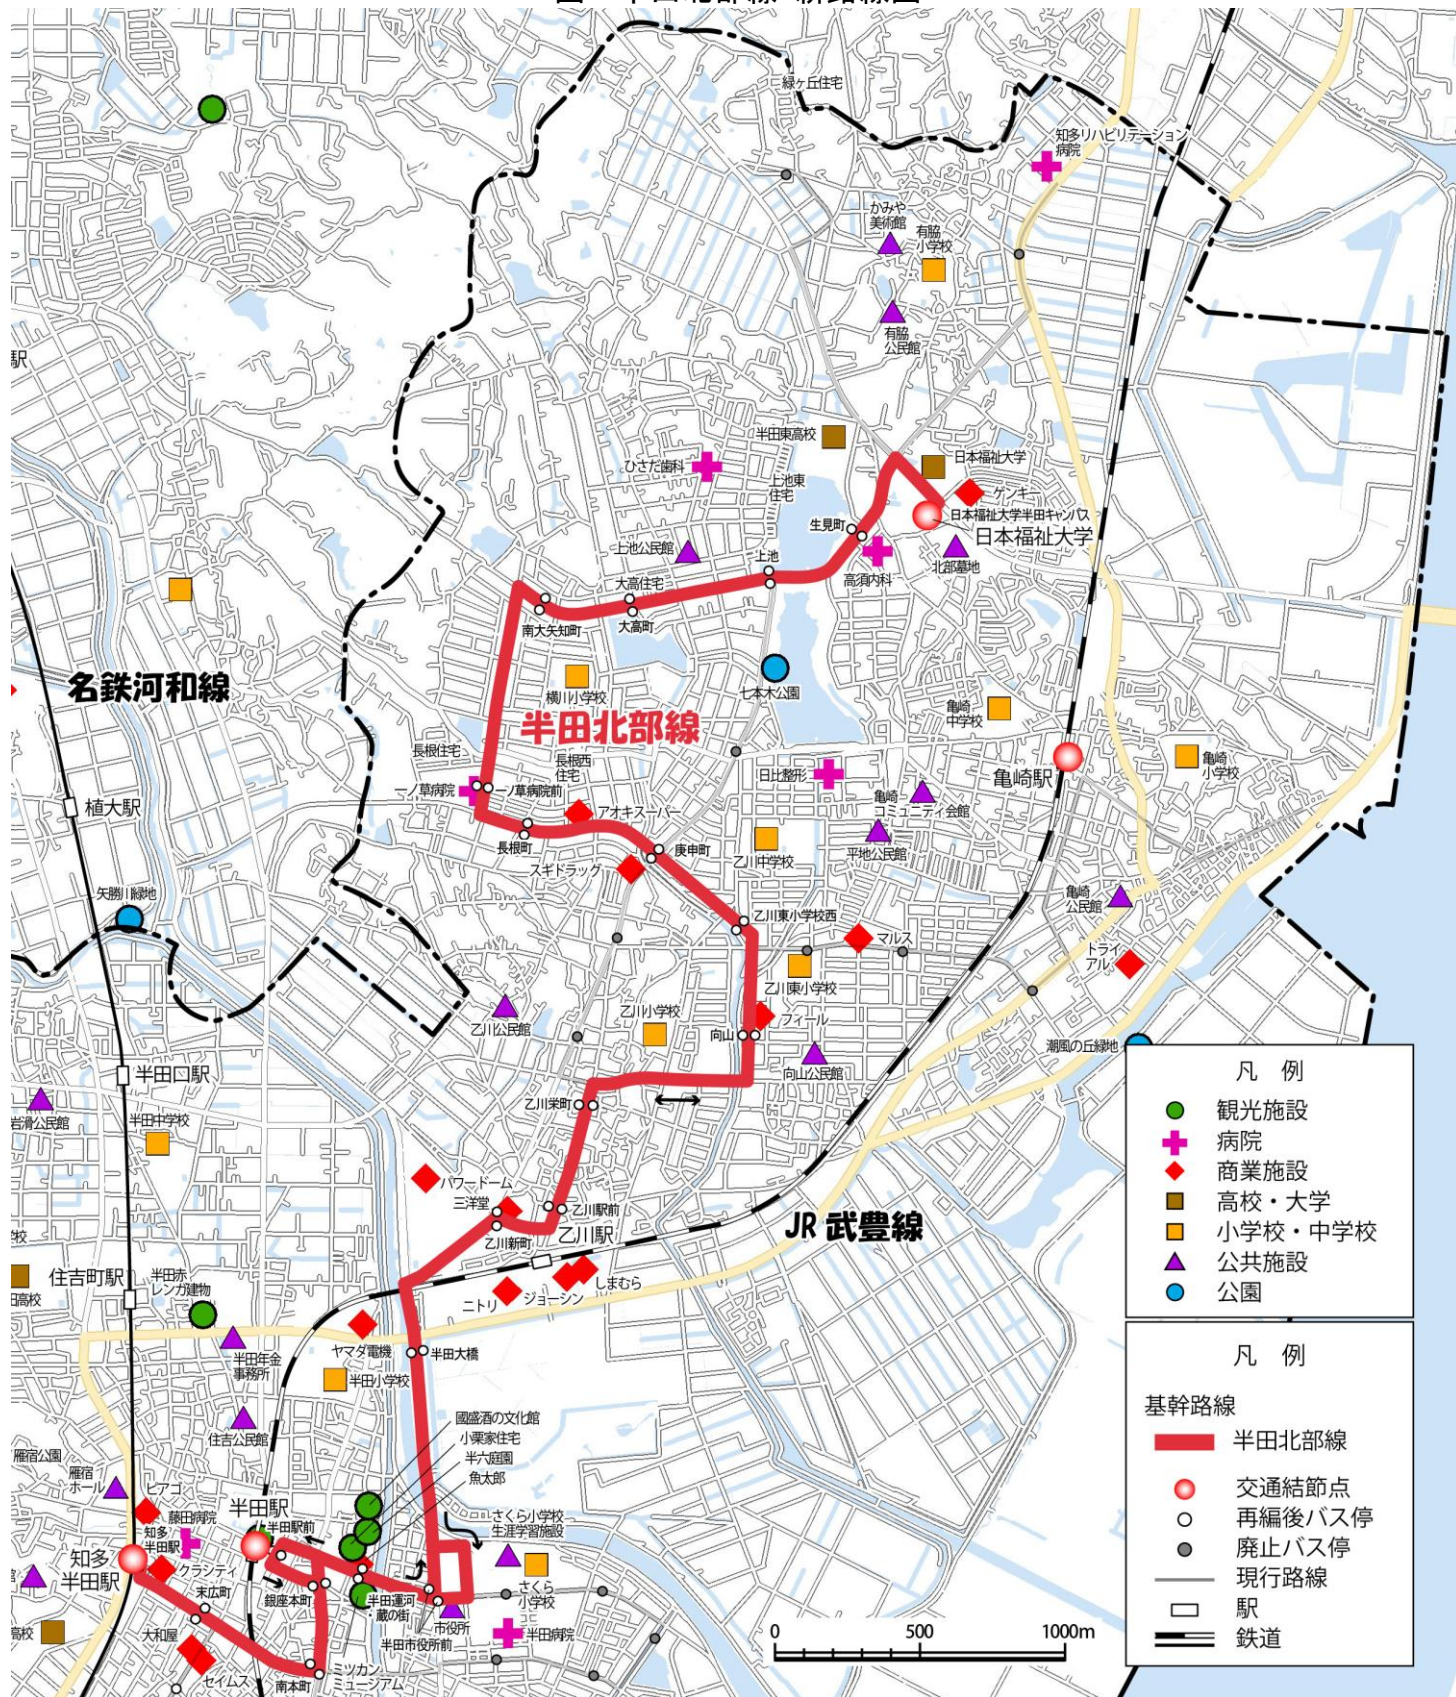 緑ヶ丘住宅
知多リハビリテーション
病院
かみや
美術館
有脇
小学校
有脇
公民館
駅
半田東高校
日本福祉大学
ひさだ歯科
上池東
住宅
ゲンキー
生見町
日本福祉大学半田キャンパス
日本福祉大学
上池公民館
上池
北部墓地
高須内科
大高住宅
南大矢知町
大高町
名鉄河和線
横川小学校
七本木公園
半田北部線
亀崎
中学校
長根住宅
長根西
住宅
日比整形
亀崎駅
亀崎
小学校
一ノ草病院
一ノ草病院前
植大駅
アオキスーパー
亀崎
コミュニティ会館
長根町
庚申町
乙川中学校
平地公民館
スギドラッグ
矢勝川緑地
亀崎
公民館
乙川東小学校西
マルス
トライ
アル
乙川東小学校
乙川公民館
乙川小学校
フィール
向山
潮風の丘緑地
半田口駅
向山公民館
岩滑公民館
半田中学校
乙川栄町
パワードーム
三洋堂
乙川駅前
乙川新町
乙川駅
JR 武豊線
住吉町駅
半田赤
レンガ建物
しまむら
ニトリ
ジョーシン
ヤマダ電機
半田大橋
半田年金
事務所
半田小学校
國盛酒の文化館
小栗家住宅
半六庭園
魚太郎
住吉公民館
雁宿公園
雁宿
ホール
ピアゴ
半田駅
藤田病院
半田駅前
さくら小学校
生涯学習施設
知多
半田駅
知多
半田駅
クラシティ
末広町
銀座本町
半田運河
・蔵の街
さくら
小学校
市役所
半田市役所前
半田病院
大和屋
セイムス
南本町
ミツカン
ミュージアム
凡　例
観光施設
病院
商業施設
高校・大学
小学校・中学校
公共施設
公園
凡　例
基幹路線
半田北部線
交通結節点
再編後バス停
廃止バス停
現行路線
駅
鉄道
0
500
1000m